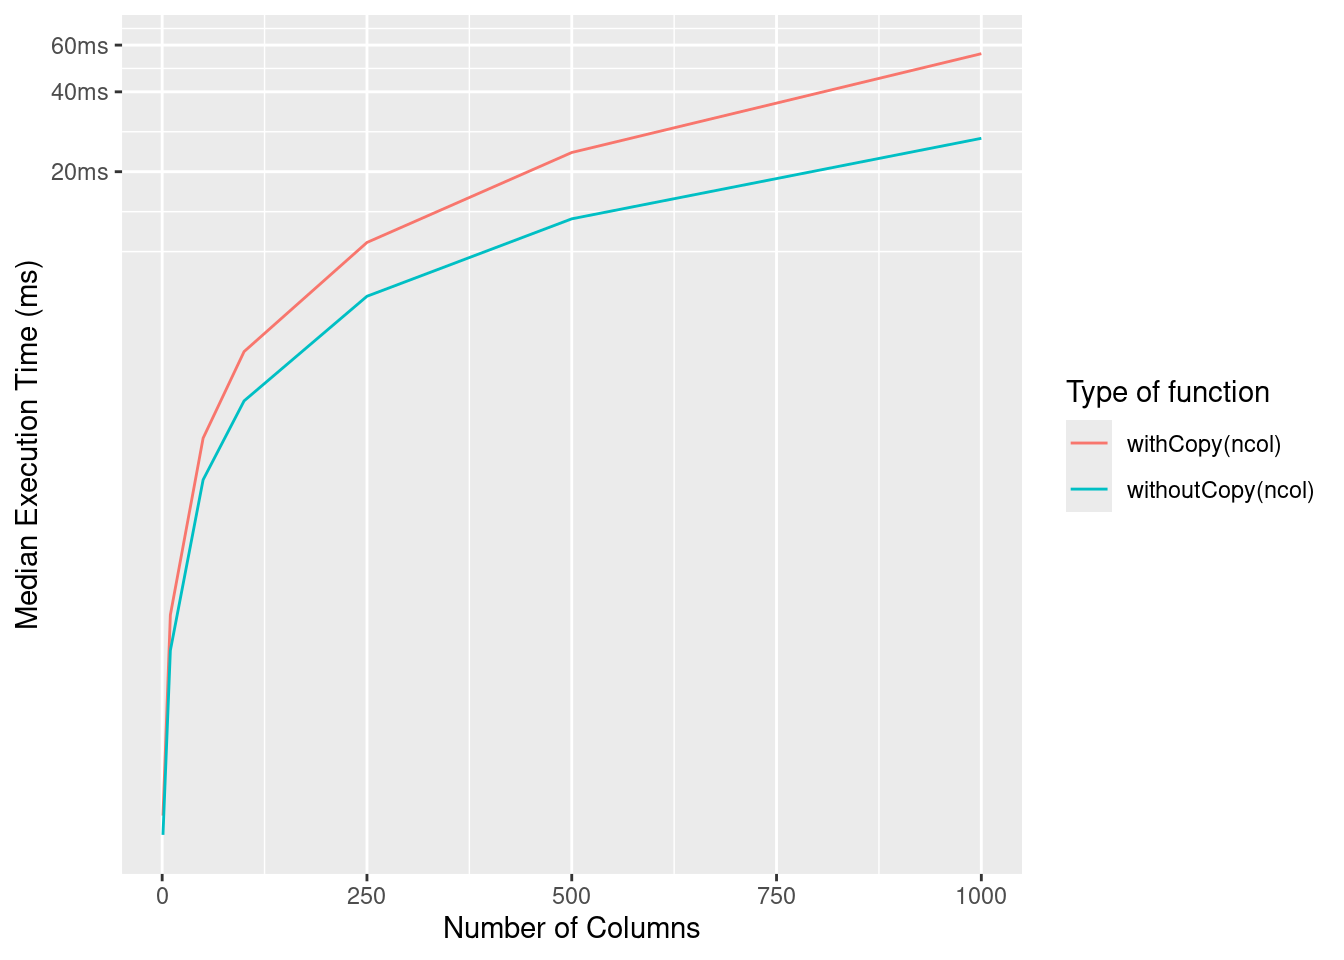 60ms
40ms
20ms
Median Execution Time (ms)
0
250
500
750
1000
Number of Columns
Type of function
withCopy(ncol)
withoutCopy(ncol)